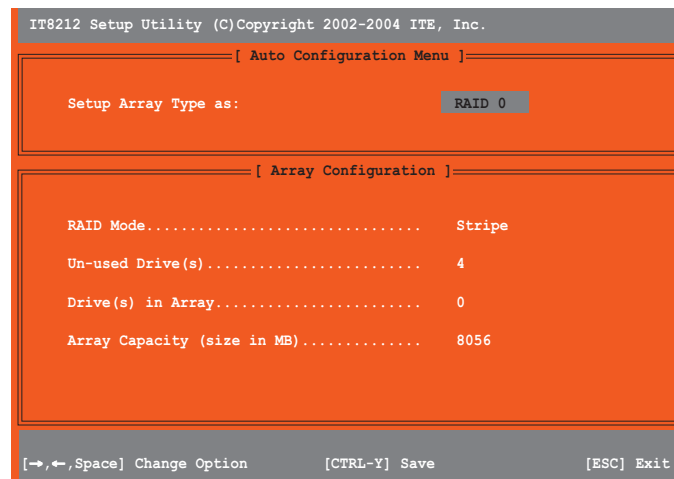 IT8212 Setup Utility (C)Copyright 2002-2004 ITE, Inc.
[ Auto Configuration Menu ]
Setup Array Type as: RAID 0
[ Array Configuration ]
RAID Mode................................ Stripe
Un-used Drive(s)......................... 4
Drive(s) in Array........................ 0
Array Capacity (size in MB).............. 8056
[→,←,Space] Change Option [CTRL-Y] Save [ESC] Exit